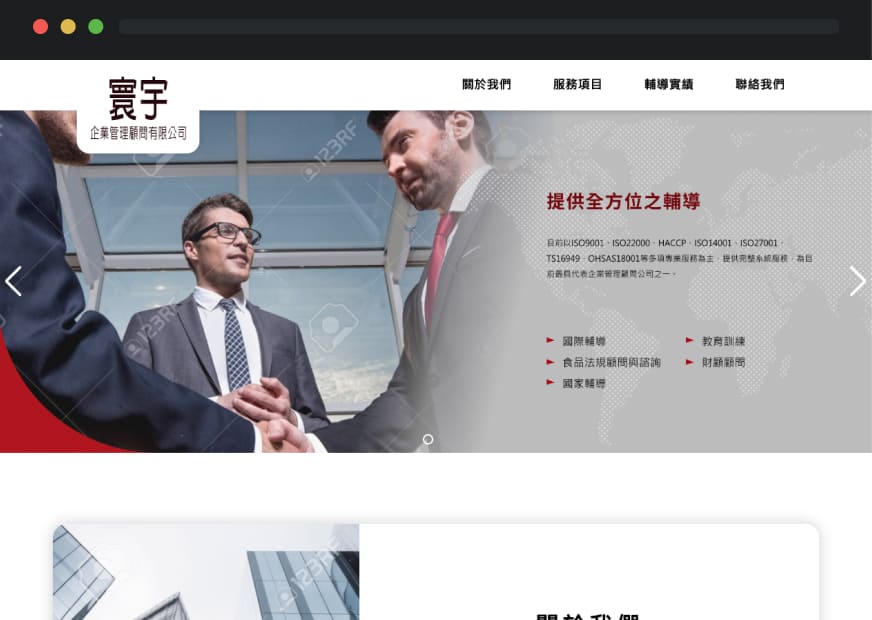 寰宇
企業管理顧問有限公司
關於我們 服務項目 輔導實績 聯絡我們
提供全方位之輔導
目前以ISO9001、ISO22000、HACCP、ISO14001、ISO27001、
TS16949、OHSAS18001等多項專業服務為主，提供完整系統服務，為目
前最具代表企業管理顧問公司之一。
國際輔導 教育訓練
食品法規顧問與諮詢 財顧顧問
國家輔導
123RF
123RF
123RF
關於我們